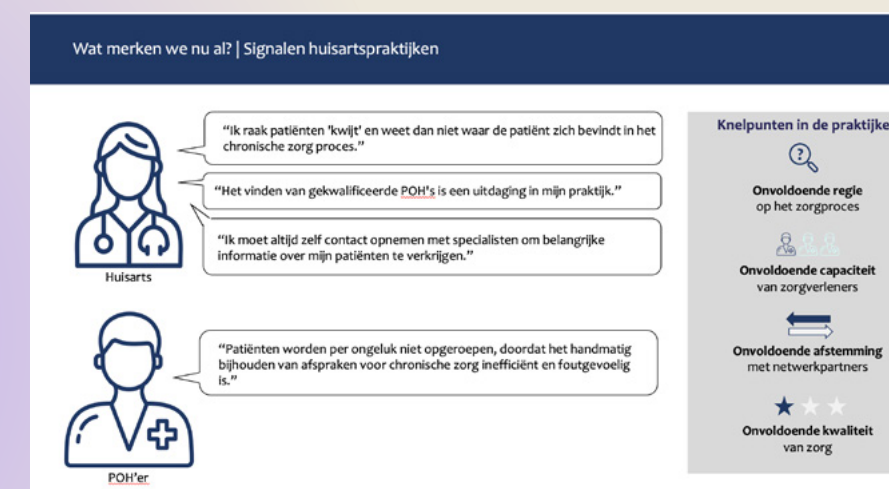 Wat merken we nu al? | Signalen huisartspraktijken
“Ik raak patiënten 'kwijt' en weet dan niet waar de patiënt zich bevindt in het
chronische zorg proces.”
“Het vinden van gekwalificeerde POH's is een uitdaging in mijn praktijk.”
“Ik moet altijd zelf contact opnemen met specialisten om belangrijke
informatie over mijn patiënten te verkrijgen.”
Huisarts
“Patiënten worden per ongeluk niet opgeroepen, doordat het handmatig
bijhouden van afspraken voor chronische zorg inefficiënt en foutgevoelig
is.”
POH'er
Knelpunten in de praktijke
Onvoldoende regie
op het zorgproces
Onvoldoende capaciteit
van zorgverleners
Onvoldoende afstemming
met netwerkpartners
Onvoldoende kwaliteit
van zorg